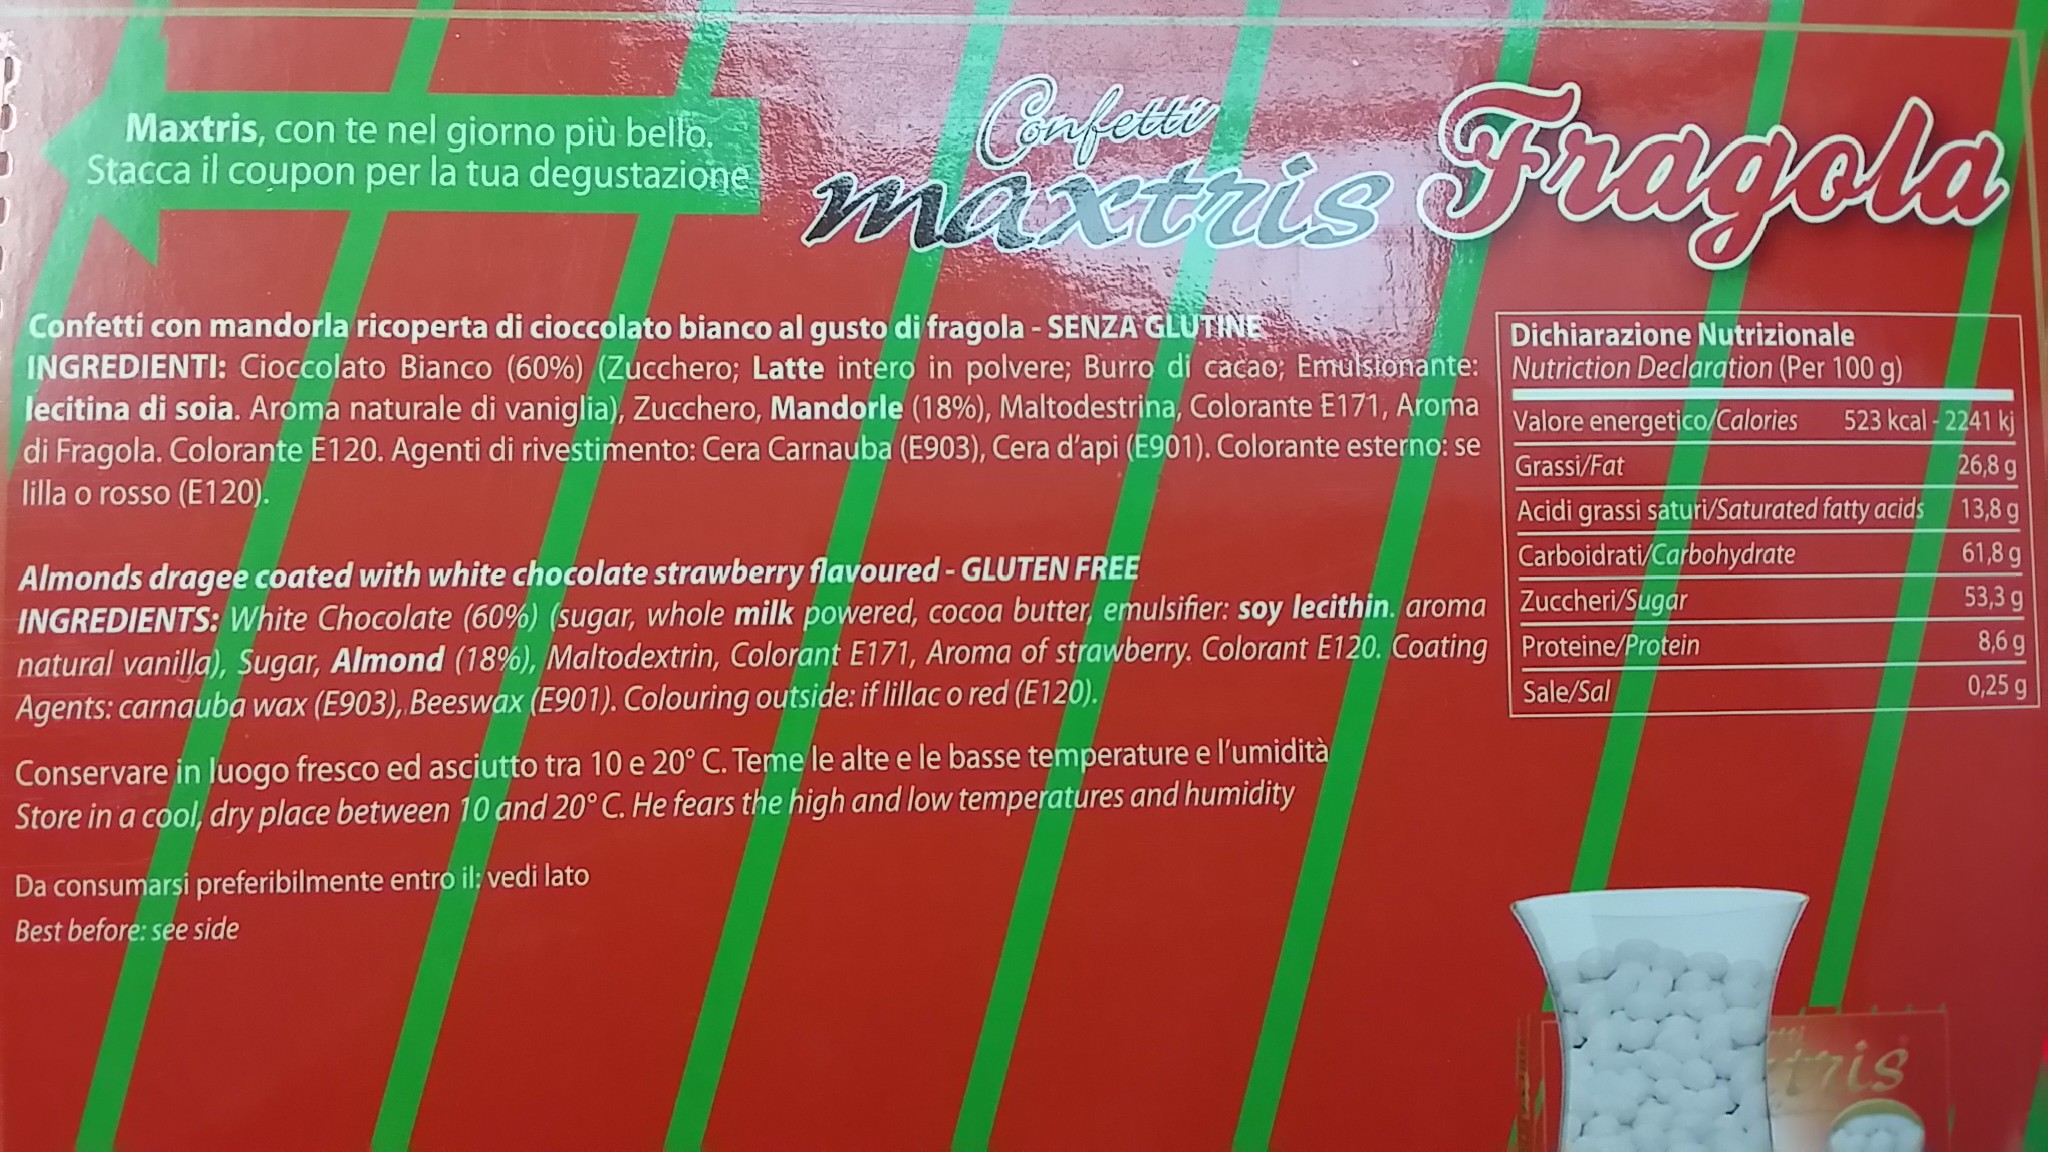 Maxtris, con te nel giorno più bello.
Stacca il coupon per la tua degustazione
Confetti
maxtris
Fragola
Confetti con mandorla ricoperta di cioccolato bianco al gusto di fragola - SENZA GLUTINE
INGREDIENTI: Cioccolato Bianco (60%) (Zucchero; Latte intero in polvere; Burro di cacao; Emulsionante:
lecitina di soia. Aroma naturale di vaniglia), Zucchero, Mandorle (18%), Maltodestrina, Colorante E171, Aroma
di Fragola. Colorante E120. Agenti di rivestimento: Cera Carnauba (E903), Cera d'api (E901). Colorante esterno: se
lilla o rosso (E120).
Almonds dragee coated with white chocolate strawberry flavoured - GLUTEN FREE
INGREDIENTS: White Chocolate (60%) (sugar, whole milk powered, cocoa butter, emulsifier: soy lecithin. aroma
natural vanilla), Sugar, Almond (18%), Maltodextrin, Colorant E171, Aroma of strawberry. Colorant E120. Coating
Agents: carnauba wax (E903), Beeswax (E901). Colouring outside: if lillac o red (E120).
Conservare in luogo fresco ed asciutto tra 10 e 20° C. Teme le alte e le basse temperature e l'umidità
Store in a cool, dry place between 10 and 20° C. He fears the high and low temperatures and humidity
Da consumarsi preferibilmente entro il: vedi lato
Best before: see side
Dichiarazione Nutrizionale
Nutriction Declaration (Per 100 g)
Valore energetico/Calories 523 kcal - 2241 kj
Grassi/Fat 26,8 g
Acidi grassi saturi/Saturated fatty acids 13,8 g
Carboidrati/Carbohydrate 61,8 g
Zuccheri/Sugar 53,3 g
Proteine/Protein 8,6 g
Sale/Sal 0,25 g